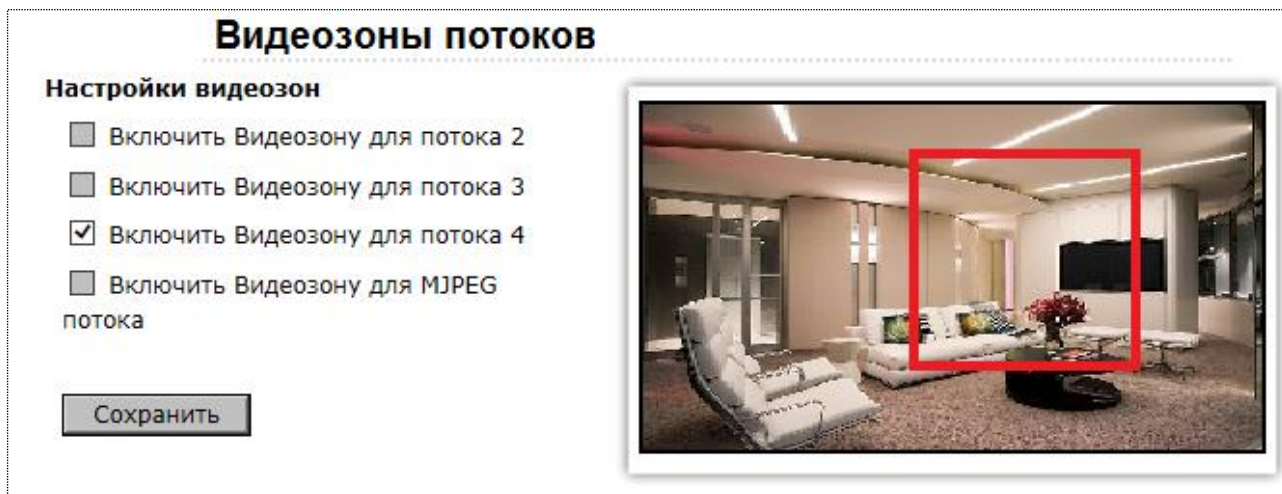 Видеозоны потоков
Настройки видеозон
Включить Видеозону для потока 2
Включить Видеозону для потока 3
Включить Видеозону для потока 4
Включить Видеозону для MJPEG
потока
Сохранить